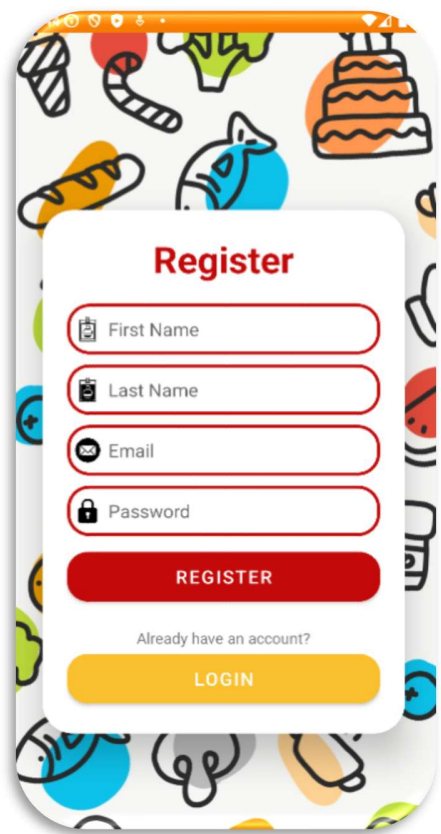 Register
First Name
Last Name
Email
Password
REGISTER
Already have an account?
LOGIN